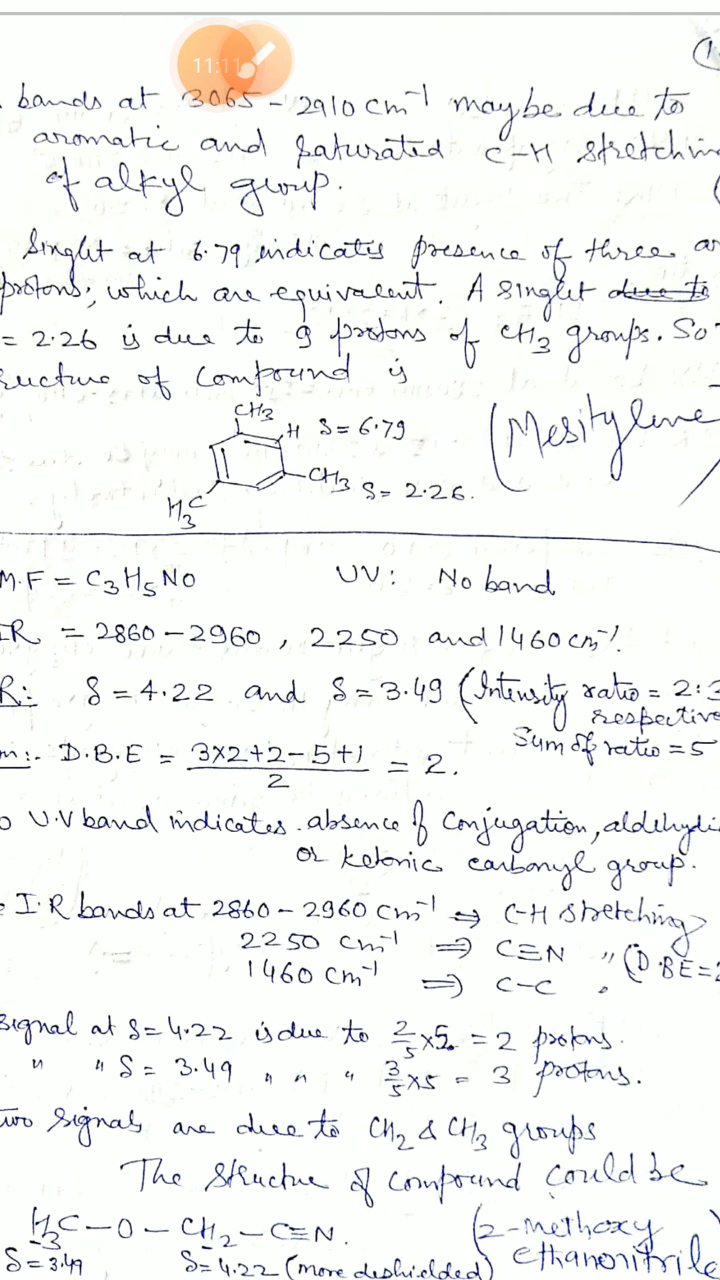 11:11
bands at 3065-2910 cm⁻¹ maybe due to
aromatic and saturated C-H stretchin
of alkyl group.
Singlet at 6.79 indicates presence of three ar
protons, which are equivalent. A singlet due to
= 2.26 is due to 9 protons of CH3 groups. So
ucture of Compound is
CH3
H δ= 6.79
(Mesitylene
CH3 δ= 2.26.
H3C
M.F = C3H5NO UV: No band
IR = 2860-2960, 2250 and 1460 cm⁻¹.
R:- δ=4.22 and δ=3.49 (Intensity ratio = 2:3
respective
Sum of ratio = 5
m:- D.B.E = (3×2+2-5+1)/2 = 2.
o U.V band indicates absence of conjugation, aldehydic
or ketonic carbonyl group.
I.R bands at 2860-2960 cm⁻¹ ⇒ C-H stretching
2250 cm⁻¹ ⇒ C≡N " (D.BE=2
1460 cm⁻¹ ⇒ C-C
Signal at δ=4.22 is due to 2/5×5 = 2 protons.
" " δ= 3.49 " " " 3/5×5 = 3 protons.
two signals are due to CH2 & CH3 groups
The structue of compound could be
H3C-O-CH2-C≡N. (2-methoxy
δ=3.49 δ=4.22 (more deshielded) ethanonitrile